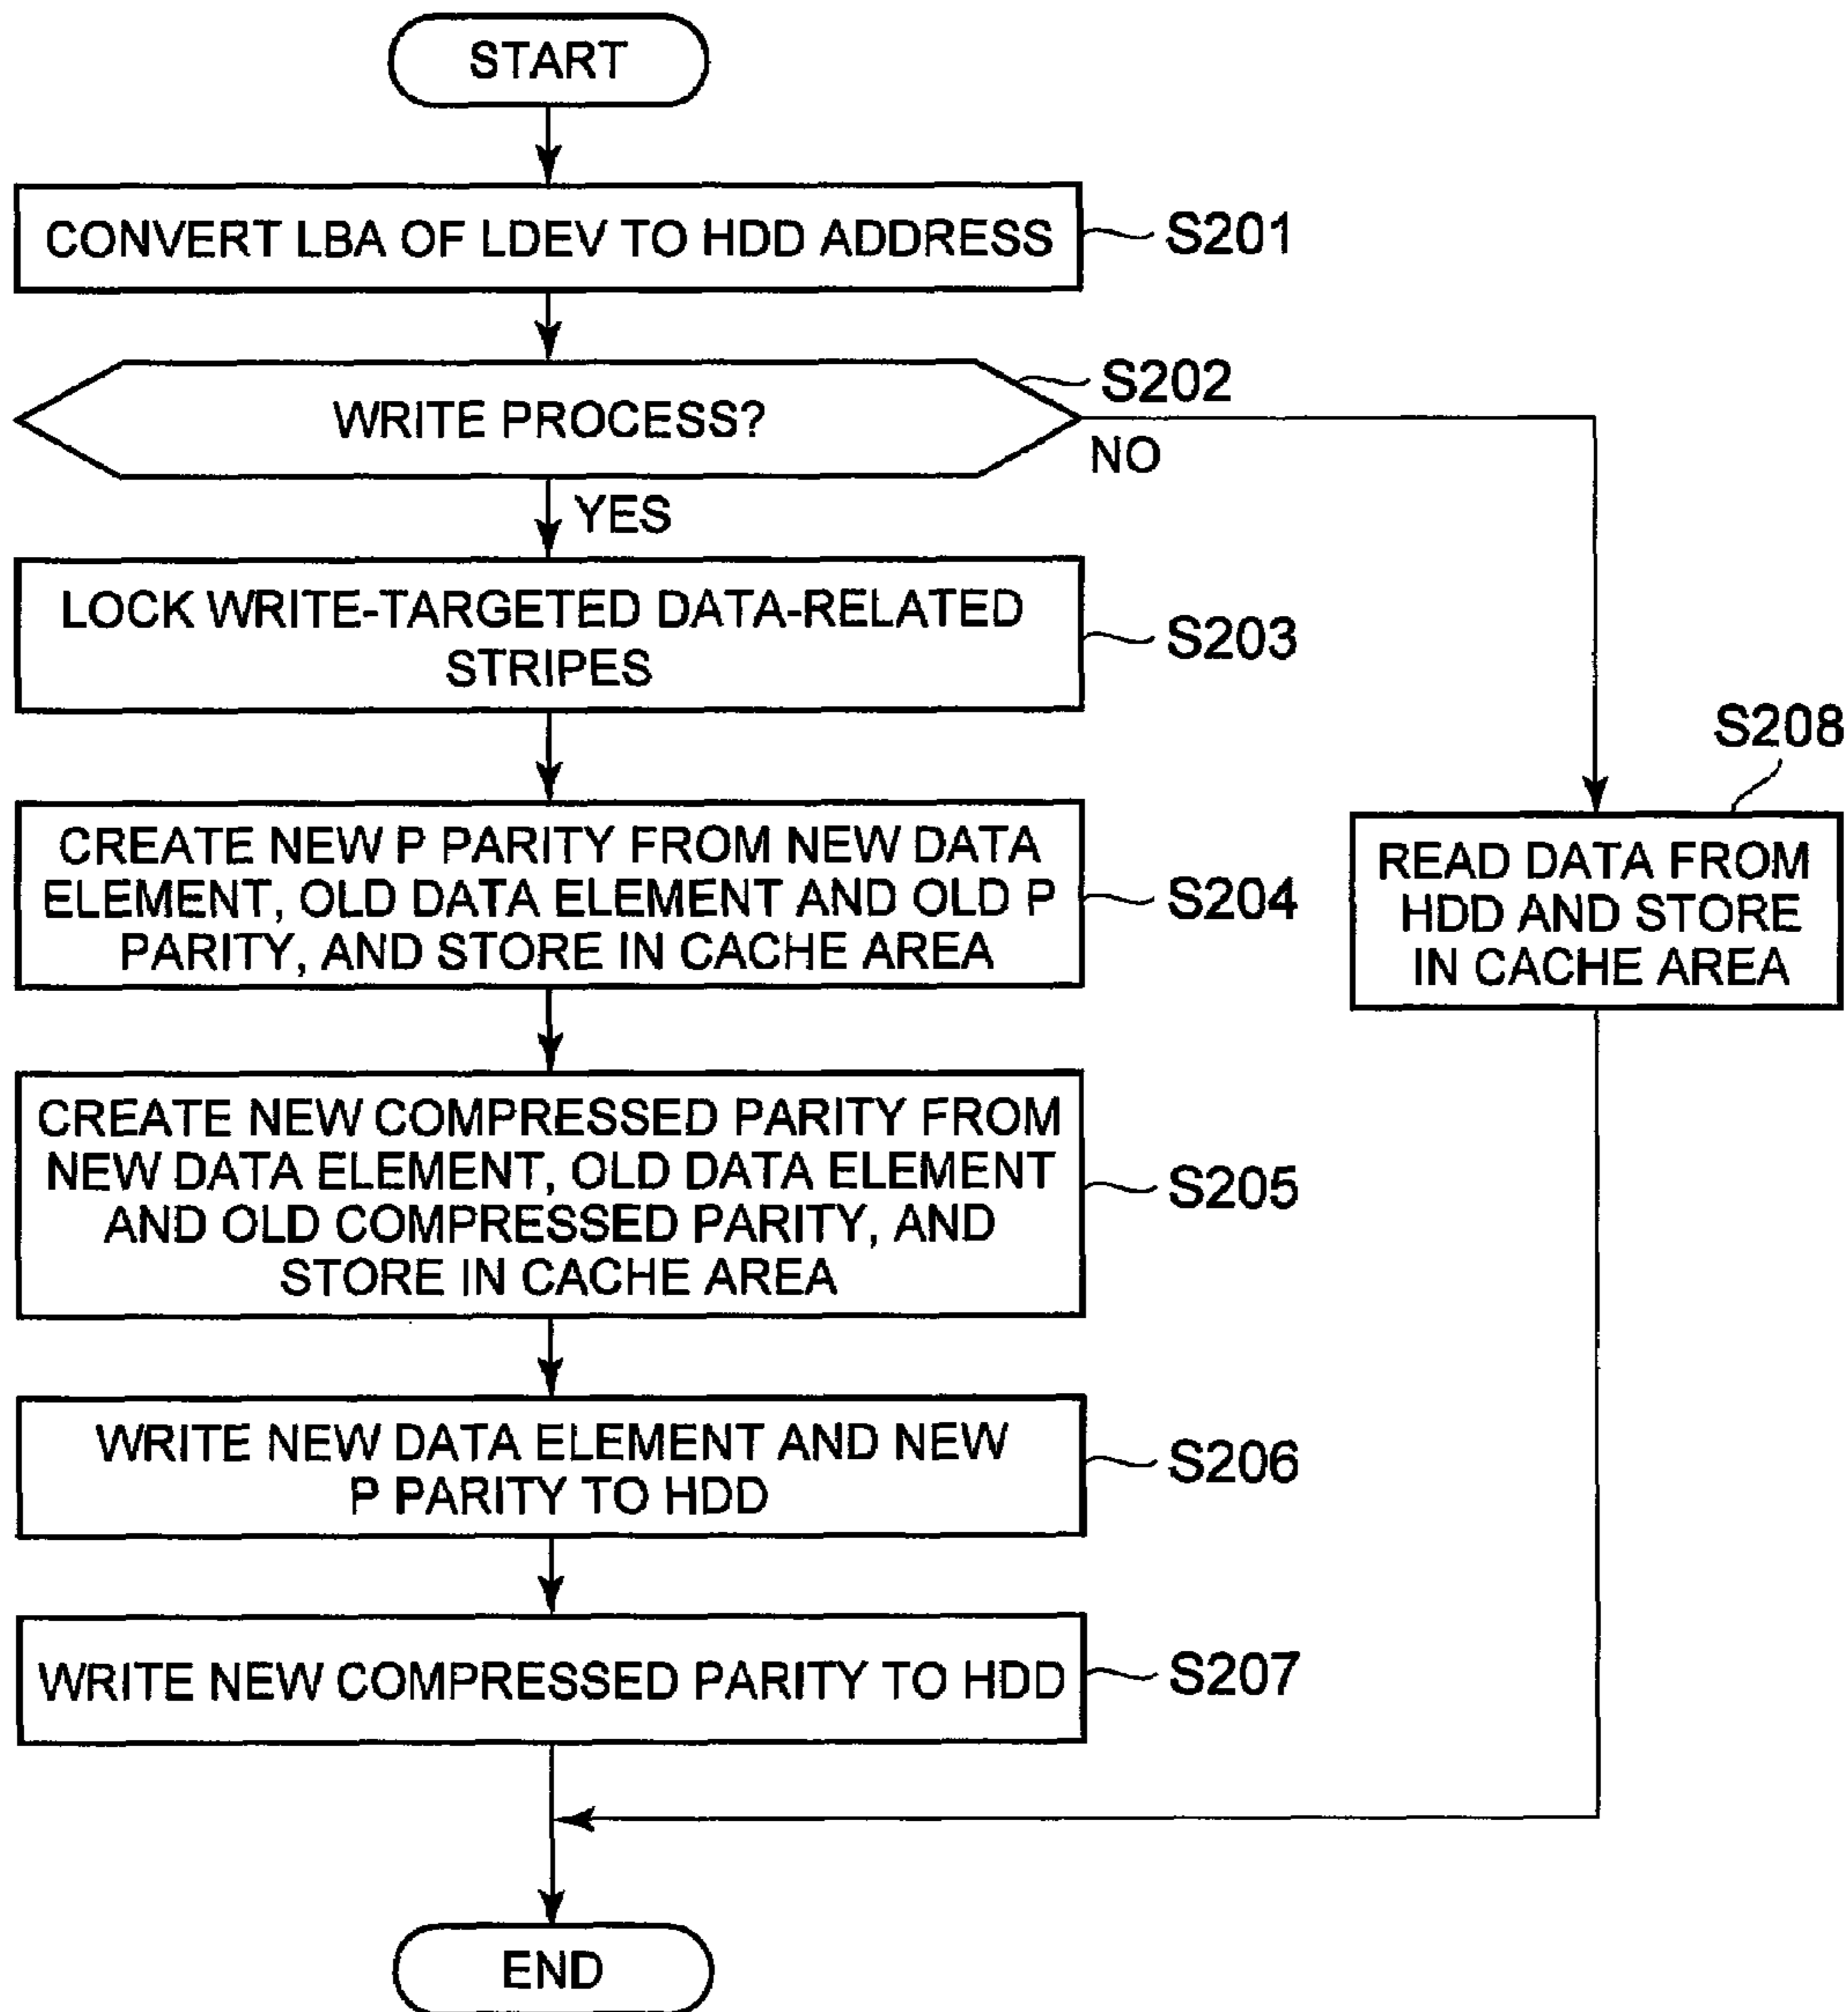 START
CONVERT LBA OF LDEV TO HDD ADDRESS
S201
WRITE PROCESS?
S202
NO
YES
LOCK WRITE-TARGETED DATA-RELATED
STRIPES
S203
CREATE NEW P PARITY FROM NEW DATA
ELEMENT, OLD DATA ELEMENT AND OLD P
PARITY, AND STORE IN CACHE AREA
S204
S208
READ DATA FROM
HDD AND STORE
IN CACHE AREA
CREATE NEW COMPRESSED PARITY FROM
NEW DATA ELEMENT, OLD DATA ELEMENT
AND OLD COMPRESSED PARITY, AND
STORE IN CACHE AREA
S205
WRITE NEW DATA ELEMENT AND NEW
P PARITY TO HDD
S206
WRITE NEW COMPRESSED PARITY TO HDD
S207
END